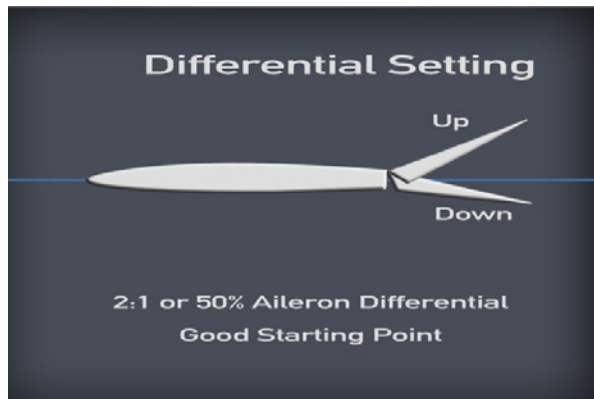 Differential Setting
Up
Down
2:1 or 50% Aileron Differential
Good Starting Point